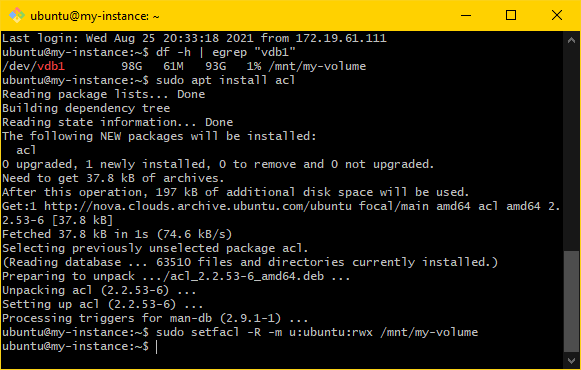 ubuntu@my-instance: ~
Last login: Wed Aug 25 20:33:18 2021 from 172.19.61.111
ubuntu@my-instance:~$ df -h | egrep "vdb1"
/dev/vdb1        98G   61M   93G   1% /mnt/my-volume
ubuntu@my-instance:~$ sudo apt install acl
Reading package lists... Done
Building dependency tree
Reading state information... Done
The following NEW packages will be installed:
  acl
0 upgraded, 1 newly installed, 0 to remove and 0 not upgraded.
Need to get 37.8 kB of archives.
After this operation, 197 kB of additional disk space will be used.
Get:1 http://nova.clouds.archive.ubuntu.com/ubuntu focal/main amd64 acl amd64 2.
2.53-6 [37.8 kB]
Fetched 37.8 kB in 1s (74.6 kB/s)
Selecting previously unselected package acl.
(Reading database ... 63510 files and directories currently installed.)
Preparing to unpack .../acl_2.2.53-6_amd64.deb ...
Unpacking acl (2.2.53-6) ...
Setting up acl (2.2.53-6) ...
Processing triggers for man-db (2.9.1-1) ...
ubuntu@my-instance:~$ sudo setfacl -R -m u:ubuntu:rwx /mnt/my-volume
ubuntu@my-instance:~$